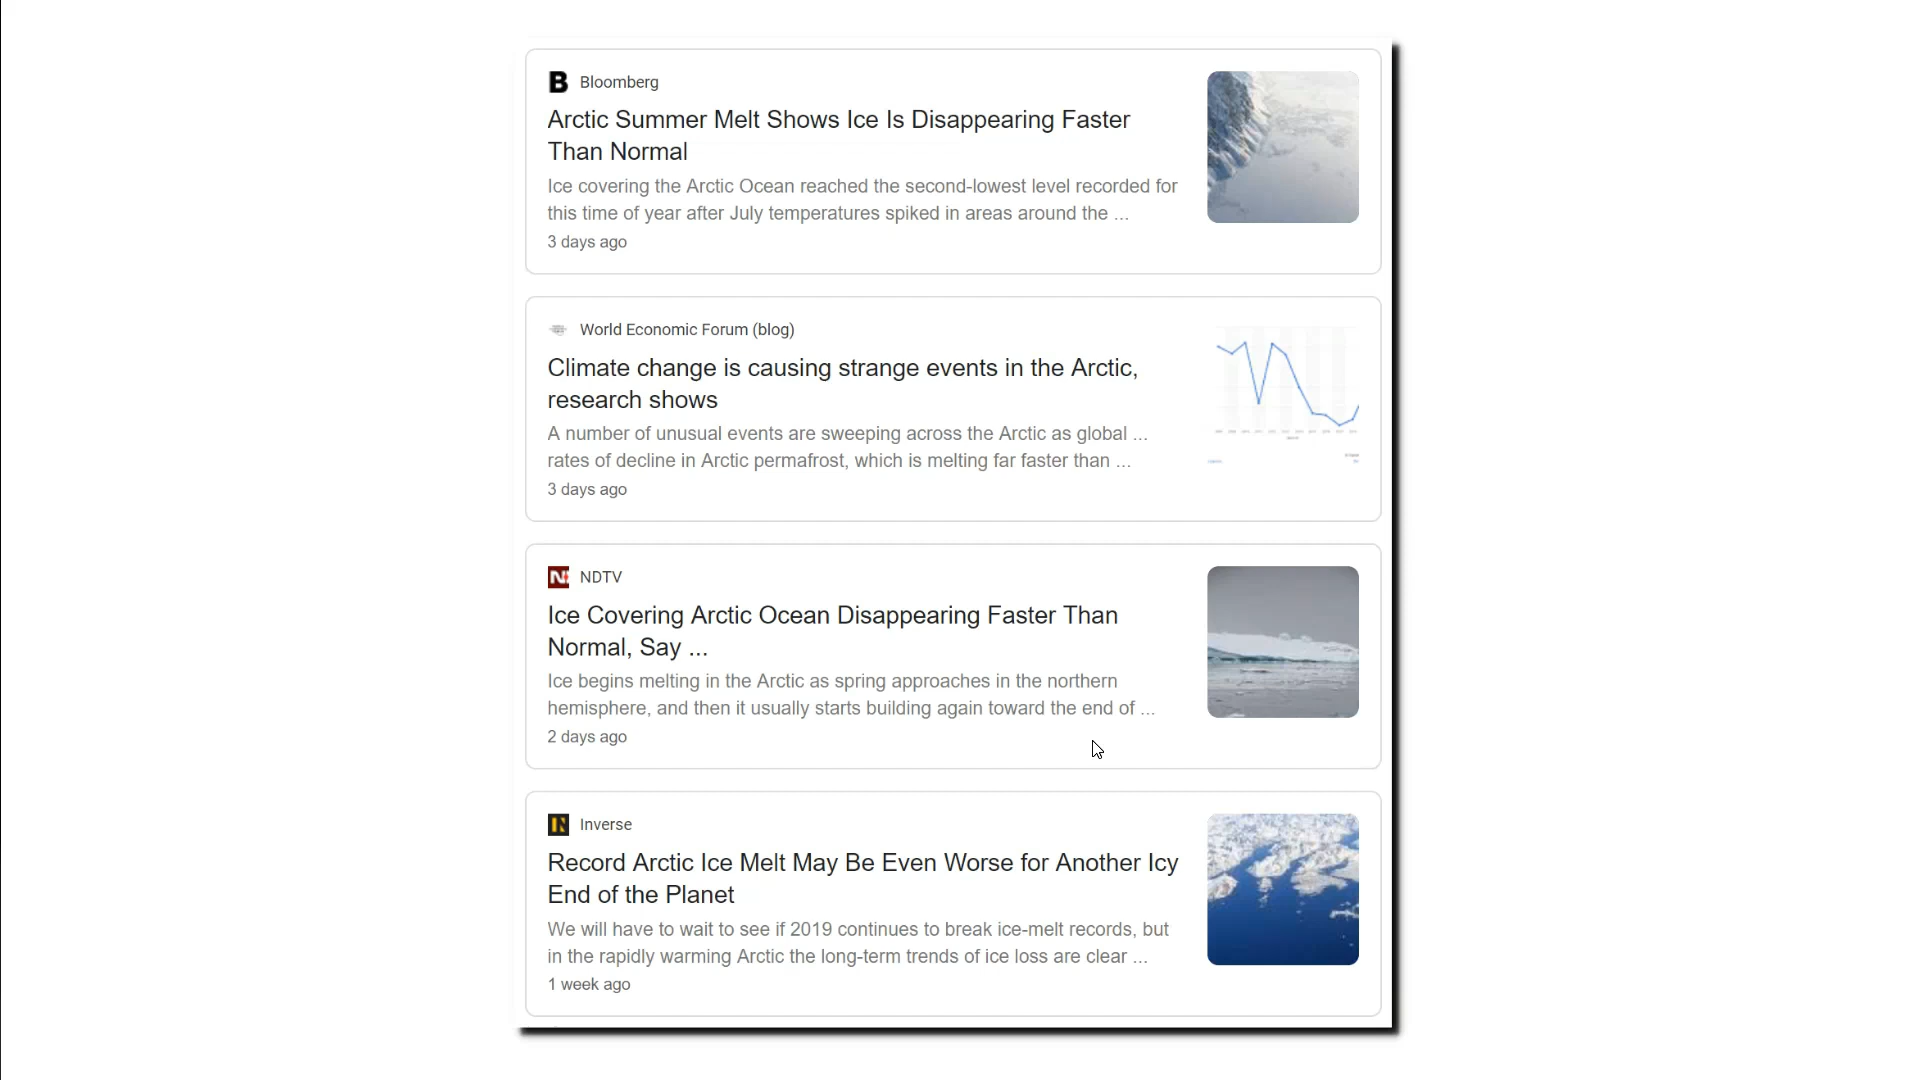 Bloomberg
Arctic Summer Melt Shows Ice Is Disappearing Faster
Than Normal
Ice covering the Arctic Ocean reached the second-lowest level recorded for
this time of year after July temperatures spiked in areas around the ...
3 days ago
World Economic Forum (blog)
Climate change is causing strange events in the Arctic,
research shows
A number of unusual events are sweeping across the Arctic as global ...
rates of decline in Arctic permafrost, which is melting far faster than ...
3 days ago
NDTV
Ice Covering Arctic Ocean Disappearing Faster Than
Normal, Say ...
Ice begins melting in the Arctic as spring approaches in the northern
hemisphere, and then it usually starts building again toward the end of ...
2 days ago
Inverse
Record Arctic Ice Melt May Be Even Worse for Another Icy
End of the Planet
We will have to wait to see if 2019 continues to break ice-melt records, but
in the rapidly warming Arctic the long-term trends of ice loss are clear ...
1 week ago